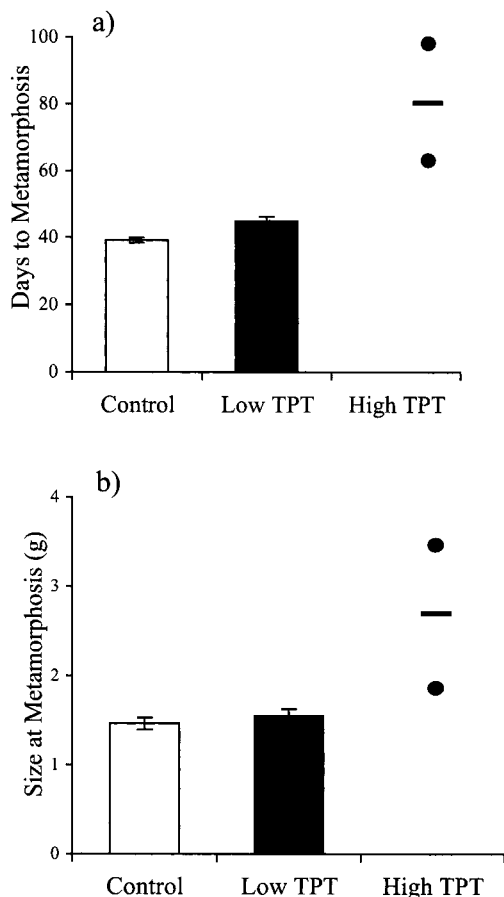 a)
Days to Metamorphosis
100
80
60
40
20
0
Control Low TPT High TPT
b)
Size at Metamorphosis (g)
4
3
2
1
0
Control Low TPT High TPT